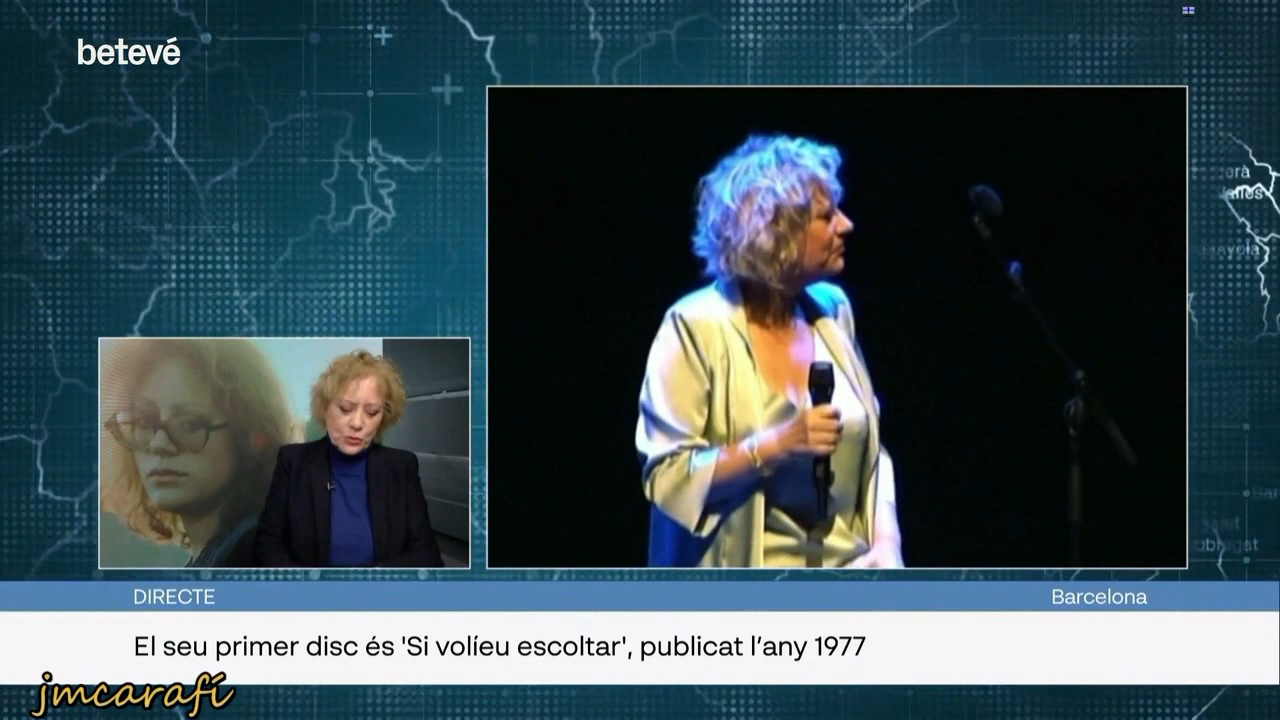 betevé
DIRECTE
Barcelona
El seu primer disc és 'Si volíeu escoltar', publicat l’any 1977
jmcarafí